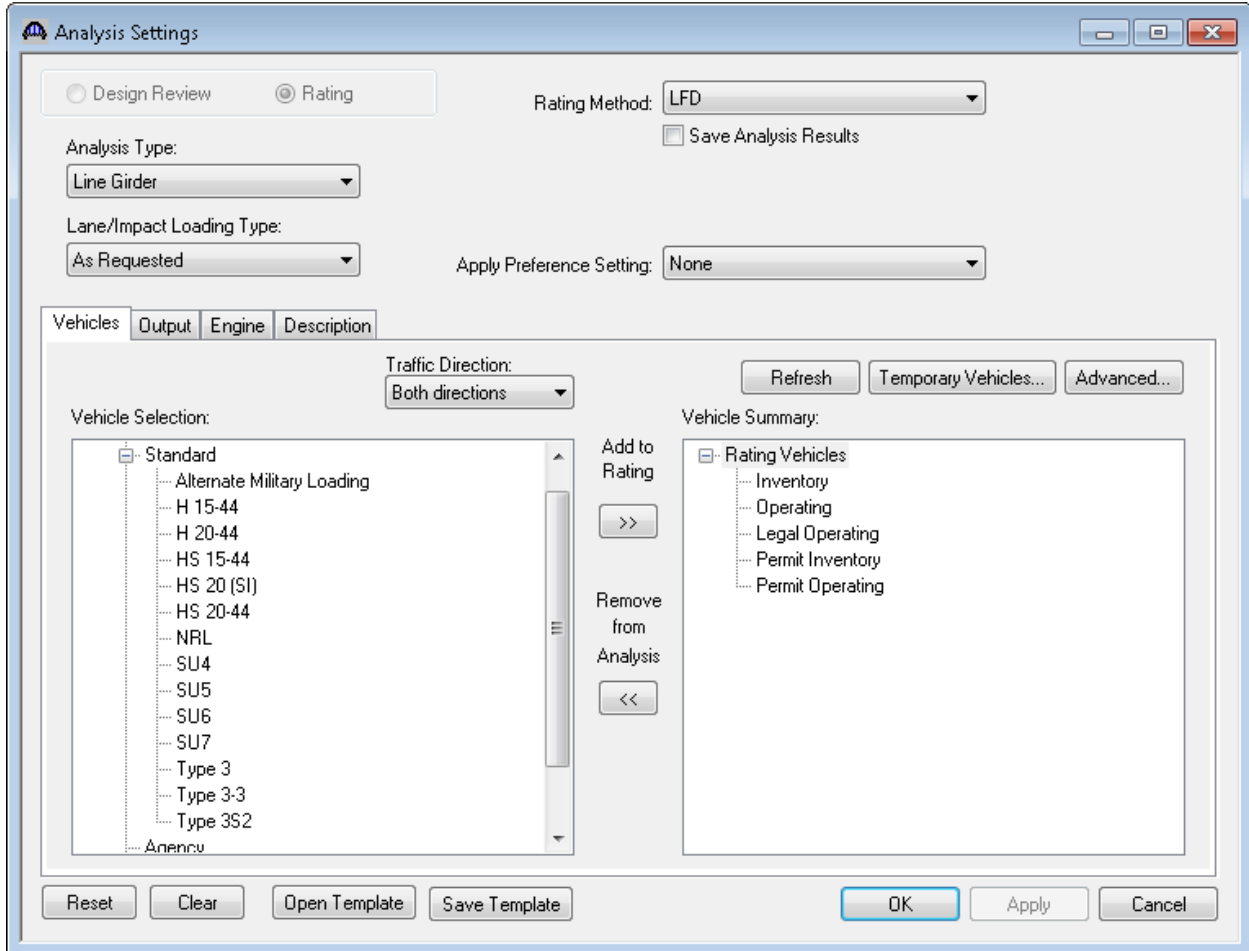 Analysis Settings
Design Review
Rating
Rating Method:
LFD
Save Analysis Results
Analysis Type:
Line Girder
Lane/Impact Loading Type:
As Requested
Apply Preference Setting:
None
Vehicles
Output
Engine
Description
Traffic Direction:
Both directions
Refresh
Temporary Vehicles...
Advanced...
Vehicle Selection:
Standard
Alternate Military Loading
H 15-44
H 20-44
HS 15-44
HS 20 (SI)
HS 20-44
NRL
SU4
SU5
SU6
SU7
Type 3
Type 3-3
Type 3S2
Agency
Add to
Rating
>>
Remove
from
Analysis
<<
Vehicle Summary:
Rating Vehicles
Inventory
Operating
Legal Operating
Permit Inventory
Permit Operating
Reset
Clear
Open Template
Save Template
OK
Apply
Cancel